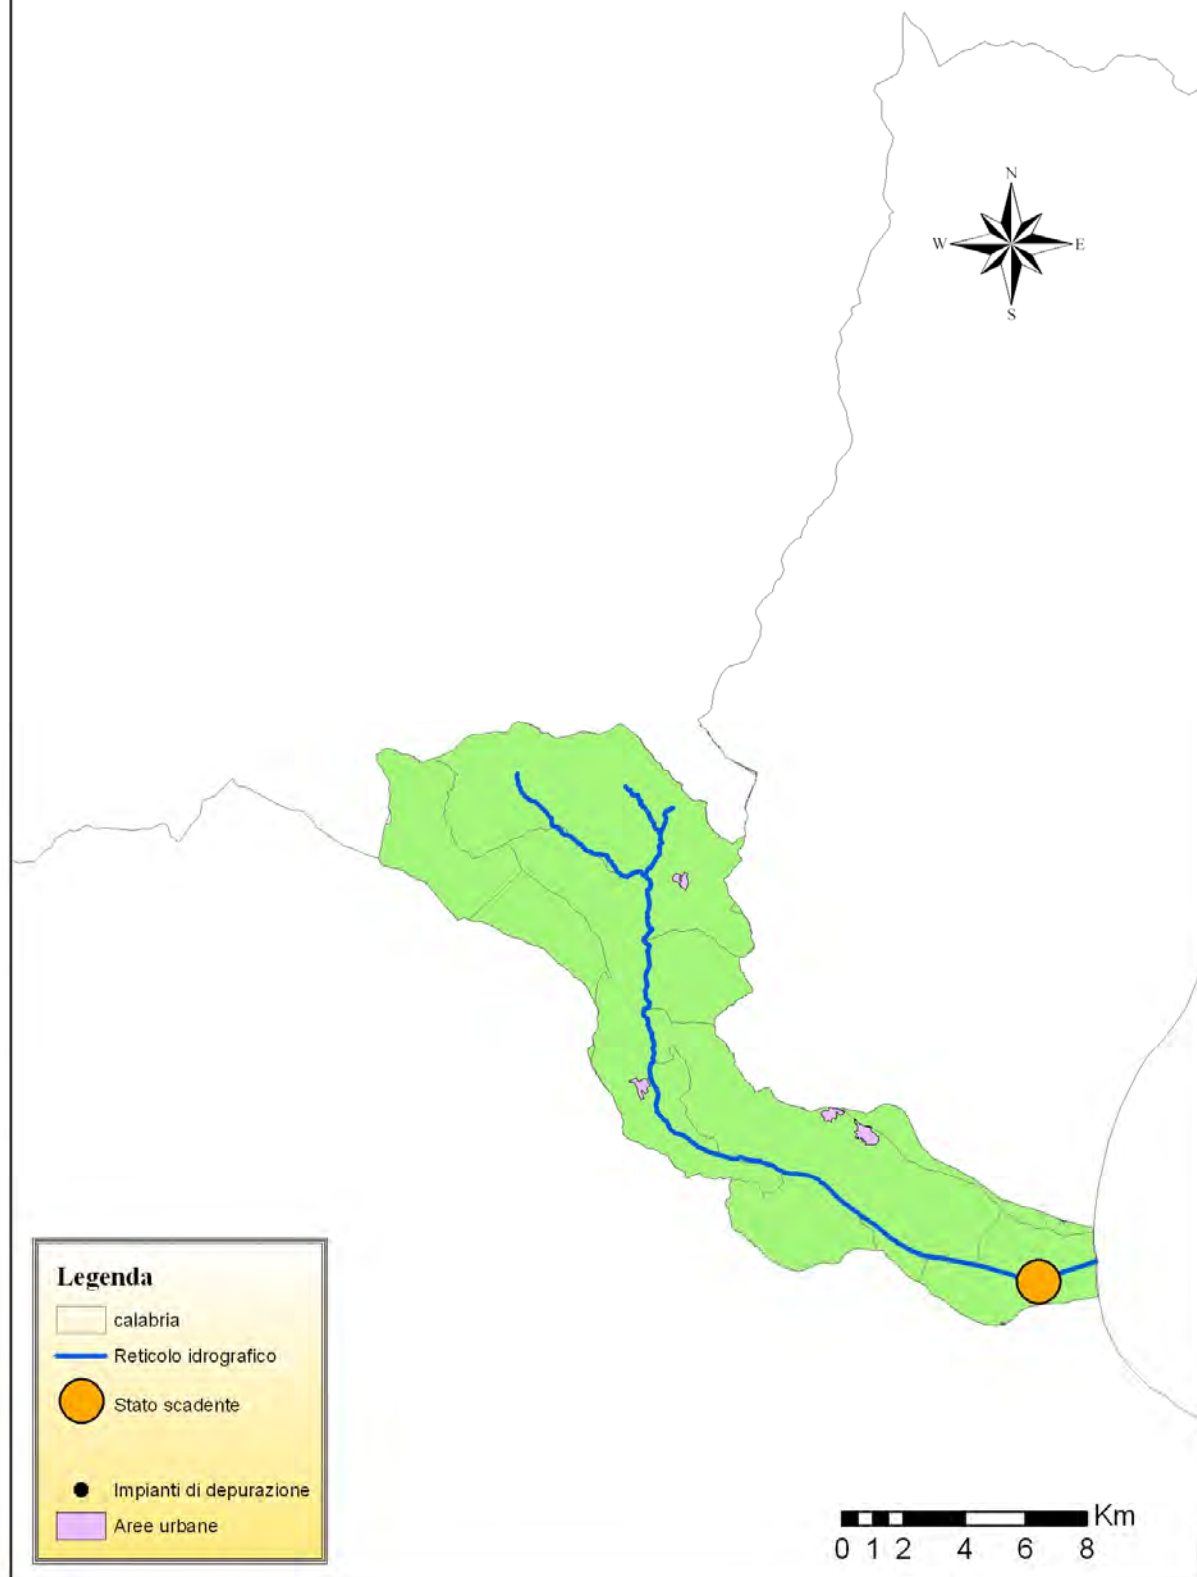 N
W E
S
Legenda
calabria
Reticolo idrografico
Stato scadente
Impianti di depurazione
Aree urbane
Km
0 1 2 4 6 8